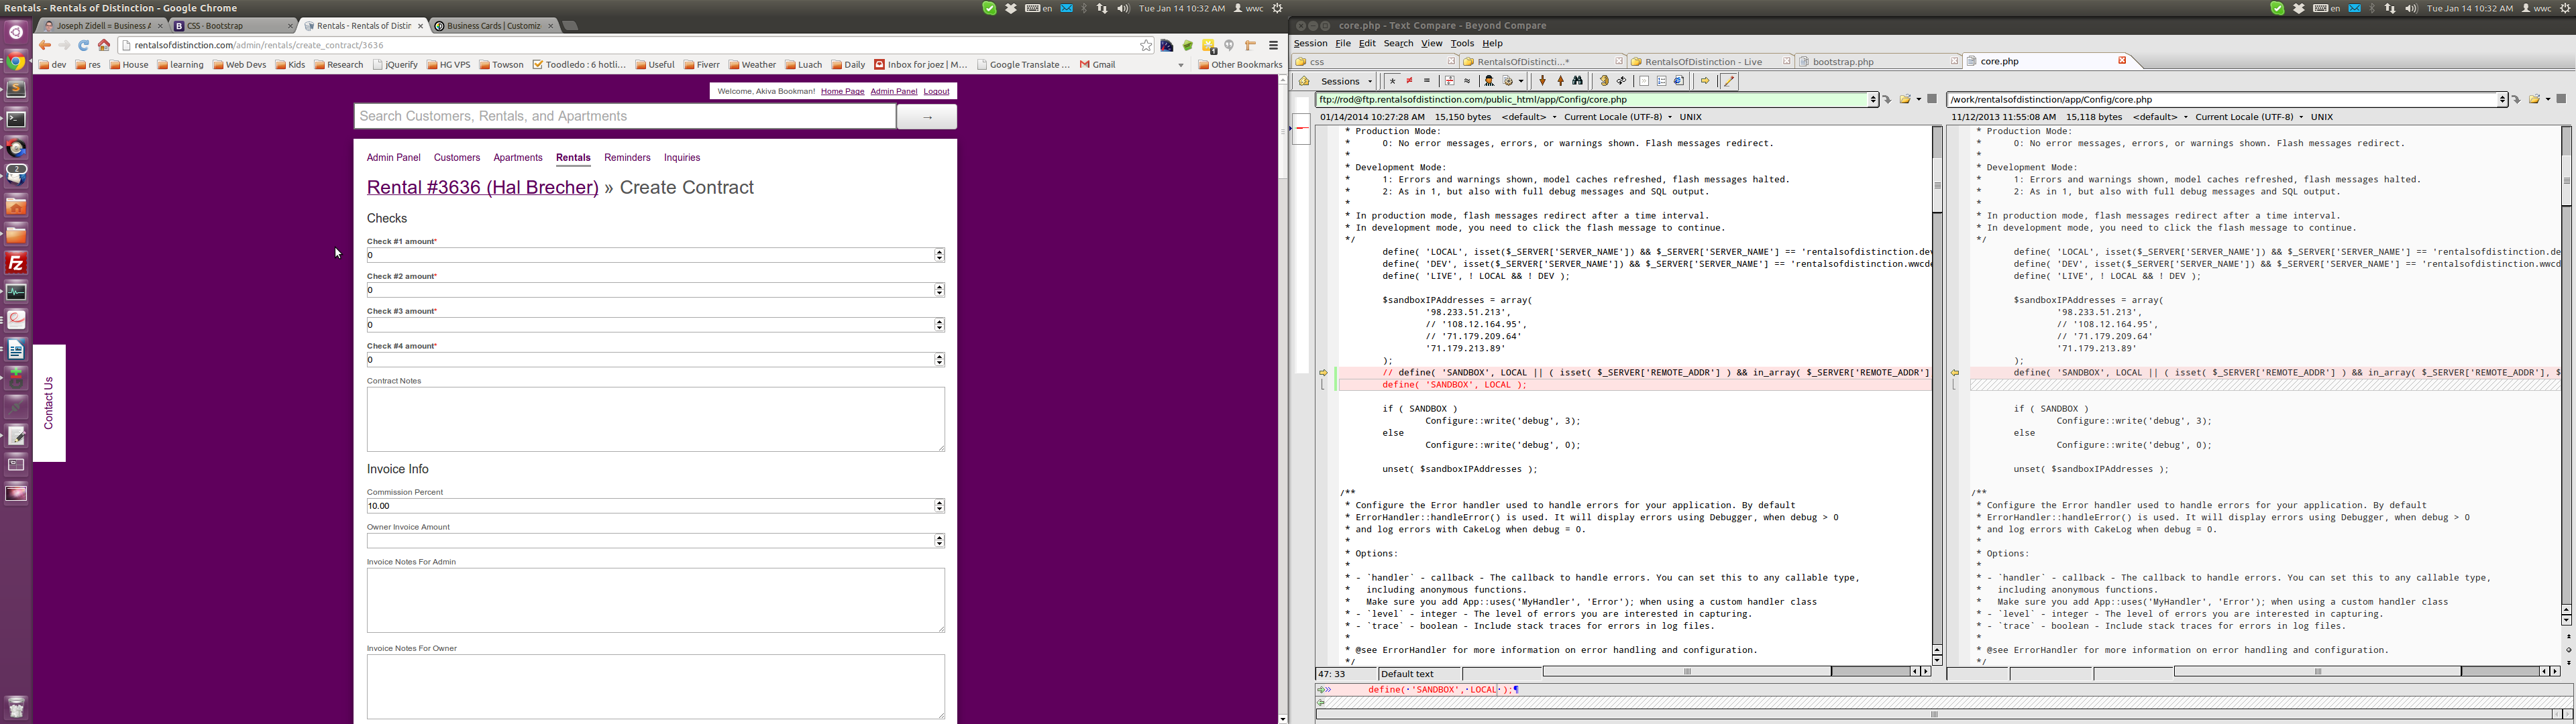 Rentals - Rentals of Distinction - Google Chrome
en
Tue Jan 14 10:32 AM
wwc
Joseph Zidell = Business A
CSS · Bootstrap
Rentals - Rentals of Distinc
Business Cards | Customiz
rentalsofdistinction.com/admin/rentals/create_contract/3636
dev
res
House
learning
Web Devs
Kids
Research
jQuerify
HG VPS
Towson
Toodledo : 6 hotli...
Useful
Fiverr
Weather
Luach
Daily
Inbox for joez | M...
Google Translate ...
Gmail
Other Bookmarks
Welcome, Akiva Bookman! Home Page Admin Panel Logout
Search Customers, Rentals, and Apartments
→
Admin Panel Customers Apartments Rentals Reminders Inquiries
Rental #3636 (Hal Brecher) » Create Contract
Checks
Check #1 amount*
0
Check #2 amount*
0
Check #3 amount*
0
Check #4 amount*
0
Contract Notes
Contact Us
Invoice Info
Commission Percent
10.00
Owner Invoice Amount
Invoice Notes For Admin
Invoice Notes For Owner
en
Tue Jan 14 10:32 AM
wwc
core.php - Text Compare - Beyond Compare
Session File Edit Search View Tools Help
css
RentalsOfDistincti...*
RentalsOfDistinction - Live
bootstrap.php
core.php
Sessions
ftp://rod@ftp.rentalsofdistinction.com/public_html/app/Config/core.php
01/14/2014 10:27:28 AM 15,150 bytes <default> Current Locale (UTF-8) UNIX
* Production Mode:
* 0: No error messages, errors, or warnings shown. Flash messages redirect.
*
* Development Mode:
* 1: Errors and warnings shown, model caches refreshed, flash messages halted.
* 2: As in 1, but also with full debug messages and SQL output.
*
* In production mode, flash messages redirect after a time interval.
* In development mode, you need to click the flash message to continue.
*/
define( 'LOCAL', isset($_SERVER['SERVER_NAME']) && $_SERVER['SERVER_NAME'] == 'rentalsofdistinction.dev
define( 'DEV', isset($_SERVER['SERVER_NAME']) && $_SERVER['SERVER_NAME'] == 'rentalsofdistinction.wwcde
define( 'LIVE', ! LOCAL && ! DEV );
$sandboxIPAddresses = array(
'98.233.51.213',
// '108.12.164.95',
// '71.179.209.64'
'71.179.213.89'
);
// define( 'SANDBOX', LOCAL || ( isset( $_SERVER['REMOTE_ADDR'] ) && in_array( $_SERVER['REMOTE_ADDR']
define( 'SANDBOX', LOCAL );
if ( SANDBOX )
Configure::write('debug', 3);
else
Configure::write('debug', 0);
unset( $sandboxIPAddresses );
/**
* Configure the Error handler used to handle errors for your application. By default
* ErrorHandler::handleError() is used. It will display errors using Debugger, when debug > 0
* and log errors with CakeLog when debug = 0.
*
* Options:
*
* - `handler` - callback - The callback to handle errors. You can set this to any callable type,
* including anonymous functions.
* Make sure you add App::uses('MyHandler', 'Error'); when using a custom handler class
* - `level` - integer - The level of errors you are interested in capturing.
* - `trace` - boolean - Include stack traces for errors in log files.
*
* @see ErrorHandler for more information on error handling and configuration.
*/
47: 33 Default text
/work/rentalsofdistinction/app/Config/core.php
11/12/2013 11:55:08 AM 15,118 bytes <default> Current Locale (UTF-8) UNIX
* Production Mode:
* 0: No error messages, errors, or warnings shown. Flash messages redirect.
*
* Development Mode:
* 1: Errors and warnings shown, model caches refreshed, flash messages halted.
* 2: As in 1, but also with full debug messages and SQL output.
*
* In production mode, flash messages redirect after a time interval.
* In development mode, you need to click the flash message to continue.
*/
define( 'LOCAL', isset($_SERVER['SERVER_NAME']) && $_SERVER['SERVER_NAME'] == 'rentalsofdistinction.de
define( 'DEV', isset($_SERVER['SERVER_NAME']) && $_SERVER['SERVER_NAME'] == 'rentalsofdistinction.wwcd
define( 'LIVE', ! LOCAL && ! DEV );
$sandboxIPAddresses = array(
'98.233.51.213',
// '108.12.164.95',
// '71.179.209.64'
'71.179.213.89'
);
define( 'SANDBOX', LOCAL || ( isset( $_SERVER['REMOTE_ADDR'] ) && in_array( $_SERVER['REMOTE_ADDR'], $
if ( SANDBOX )
Configure::write('debug', 3);
else
Configure::write('debug', 0);
unset( $sandboxIPAddresses );
/**
* Configure the Error handler used to handle errors for your application. By default
* ErrorHandler::handleError() is used. It will display errors using Debugger, when debug > 0
* and log errors with CakeLog when debug = 0.
*
* Options:
*
* - `handler` - callback - The callback to handle errors. You can set this to any callable type,
* including anonymous functions.
* Make sure you add App::uses('MyHandler', 'Error'); when using a custom handler class
* - `level` - integer - The level of errors you are interested in capturing.
* - `trace` - boolean - Include stack traces for errors in log files.
*
* @see ErrorHandler for more information on error handling and configuration.
*/
define(·'SANDBOX',·LOCAL·);¶